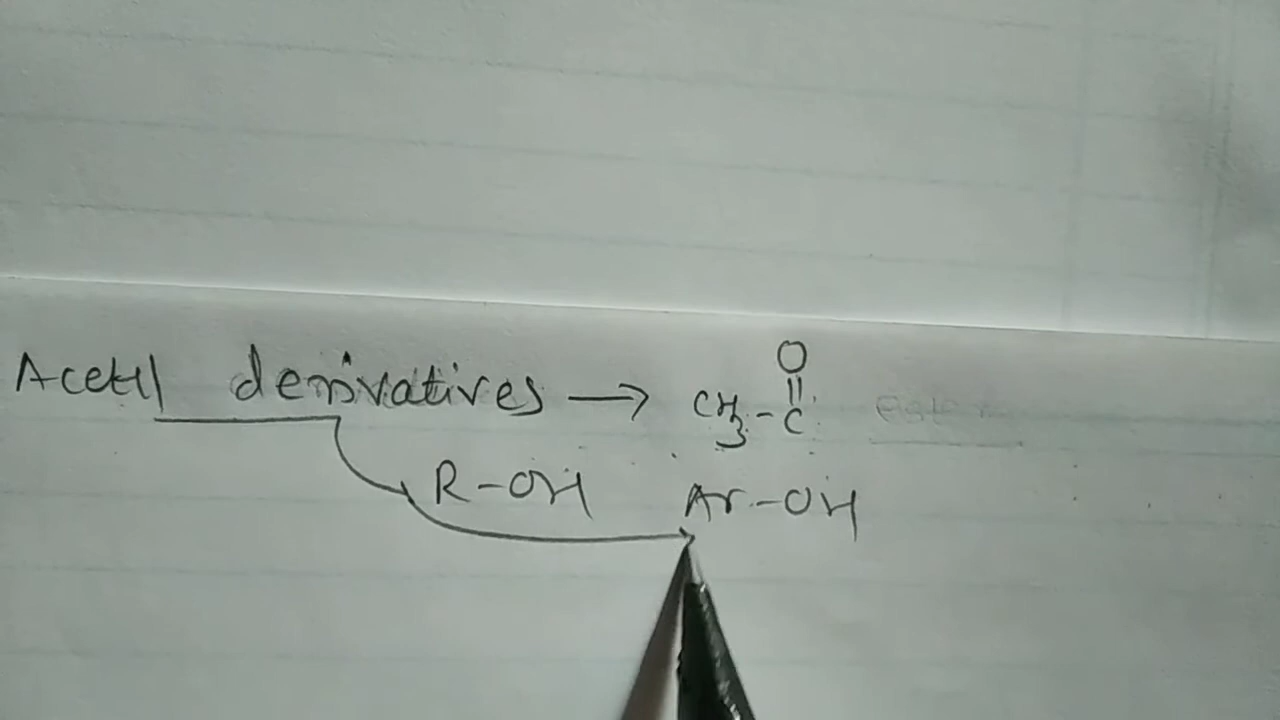 Acetyl derivatives → CH3-C=O
R-OH Ar-OH